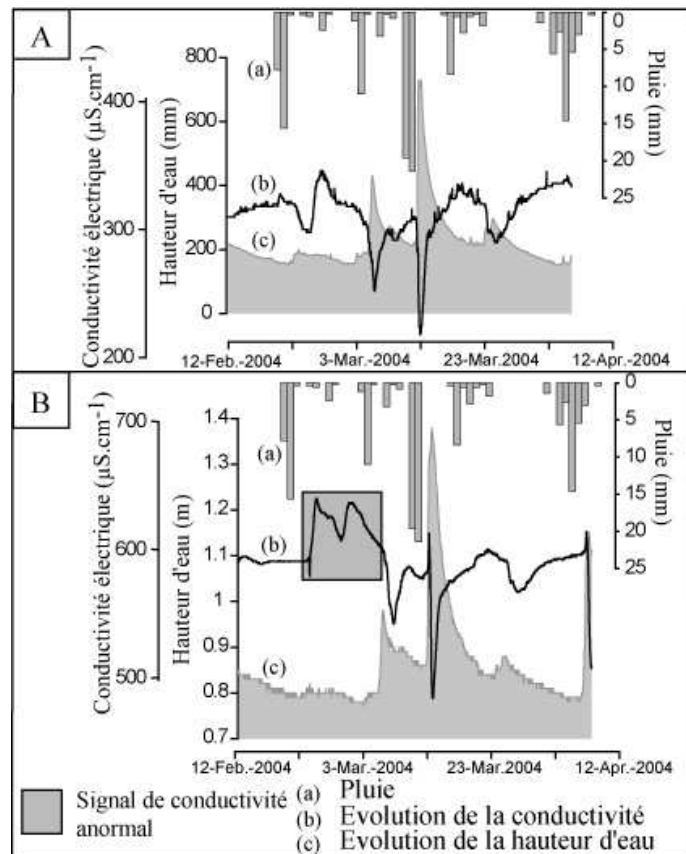 A
Conductivité électrique (µS.cm-1)
400
300
200
Hauteur d'eau (mm)
800
600
400
200
0
(a)
(b)
(c)
0
5
10
15
20
25
Pluie (mm)
12-Feb.-2004
3-Mar.-2004
23-Mar.2004
12-Apr.-2004
B
Conductivité électrique (µS.cm-1)
700
600
500
Hauteur d'eau (m)
1.4
1.3
1.2
1.1
1
0.9
0.8
0.7
(a)
(b)
(c)
0
5
10
15
20
25
Pluie (mm)
12-Feb.-2004
3-Mar.-2004
23-Mar.2004
12-Apr.-2004
Signal de conductivité
anormal
(a) Pluie
(b) Evolution de la conductivité
(c) Evolution de la hauteur d'eau